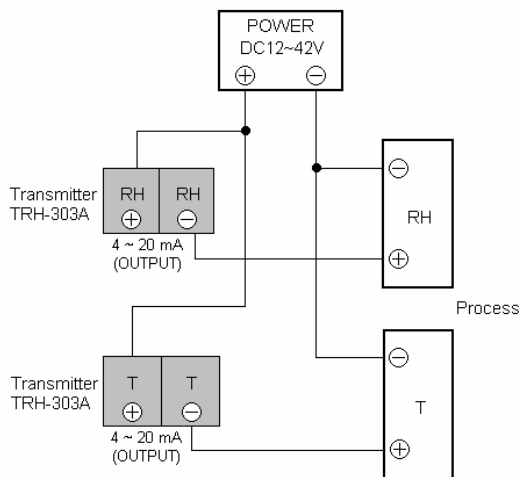 POWER
DC12~42V
⊕ ⊖
Transmitter
TRH-303A
RH RH
⊕ ⊖
4 ~ 20 mA
(OUTPUT)
⊖
RH
⊕
Process
Transmitter
TRH-303A
T T
⊕ ⊖
4 ~ 20 mA
(OUTPUT)
⊖
T
⊕